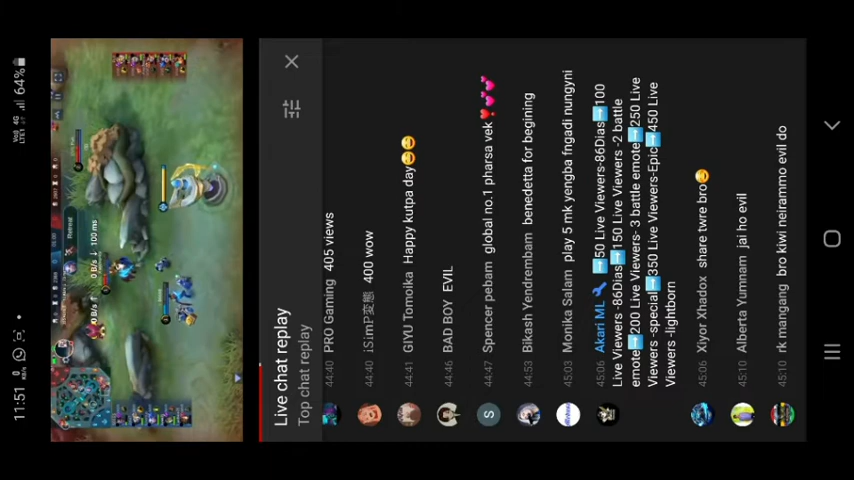 11:51
64%
Retreat
0 B/s ↑ 0 B/s ↓ 100 ms
Live chat replay
Top chat replay
44:40 PRO Gaming 405 views
44:40 iSimP変態 400 wow
44:41 GIYU Tomoika Happy kutpa day😊😊
44:46 BAD BOY EVIL
44:47 Spencer pebam global no.1 pharsa vek ❣️💕💕
44:53 Bikash Yendrembam benedetta for begining
45:03 Monika Salam play 5 mk yengba fngadi nungyni
45:06 Akari ML 🔧 ➡️50 Live Viewers-86Dias➡️100
Live Viewers -86Dias➡️150 Live Viewers -2 battle
emote➡️200 Live Viewers- 3 battle emote➡️250 Live
Viewers -special➡️350 Live Viewers-Epic➡️450 Live
Viewers -lightborn
45:06 Xiyor Xhadox share twre bro😊
45:10 Alberta Yumnam jai ho evil
45:10 rk mangang bro kiwi neirammo evil do